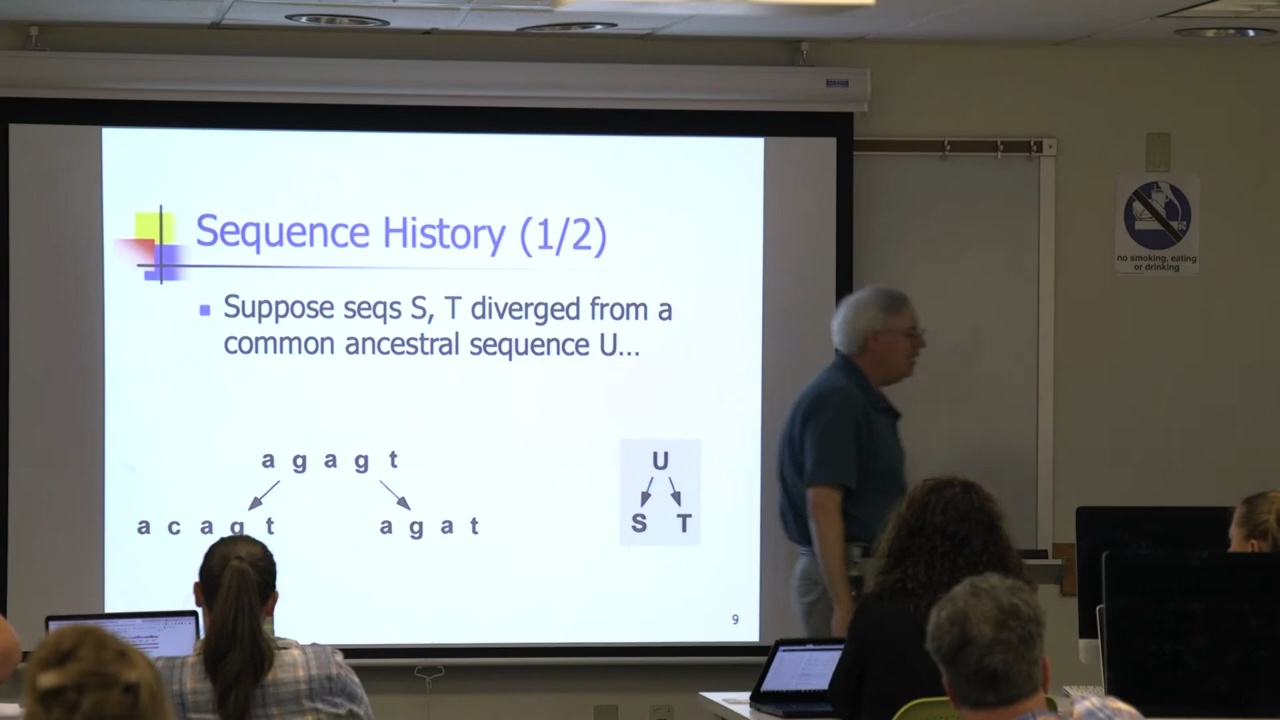 Sequence History (1/2)
Suppose seqs S, T diverged from a
common ancestral sequence U...
a g a g t
a c a g t
a g a t
U
S T
9
no smoking, eating
or drinking